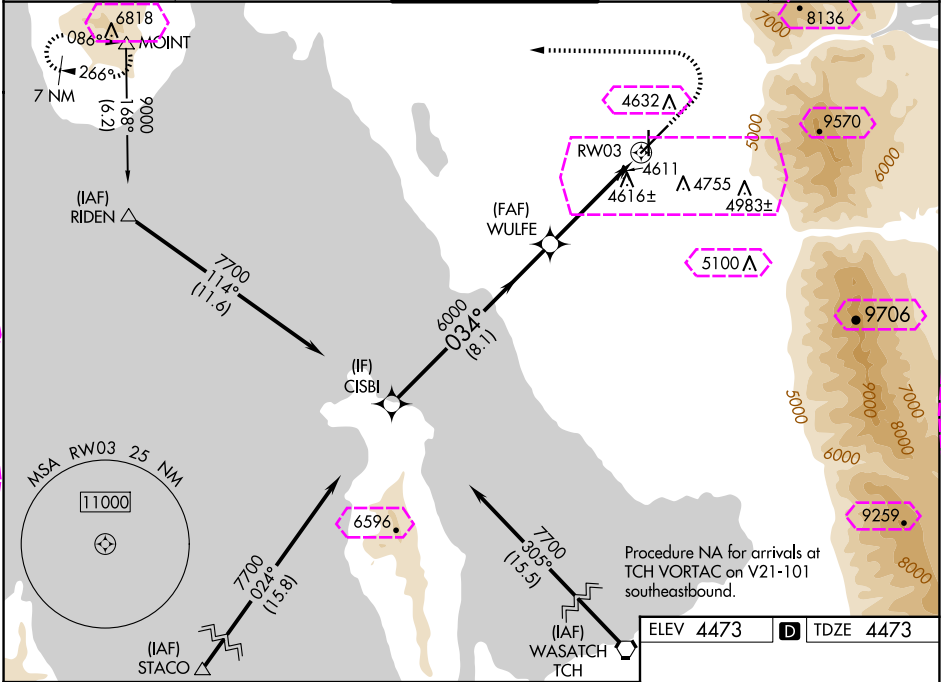 6818
086°
MOINT
266°
7 NM
9000
168°
(6.2)
7000
8136
4632
9570
5000
6000
RW03
4611
4616±
4755
4983±
(IAF)
RIDEN
(FAF)
WULFE
5100
7700
114°
(11.6)
6000
034°
(8.1)
9706
(IF)
CISBI
5000
9000
7000
8000
6000
MSA RW03 25 NM
11000
6596
9259
8000
7700
024°
(15.8)
7700
305°
(15.5)
Procedure NA for arrivals at
TCH VORTAC on V21-101
southeastbound.
(IAF)
STACO
(IAF)
WASATCH
TCH
ELEV 4473 D TDZE 4473